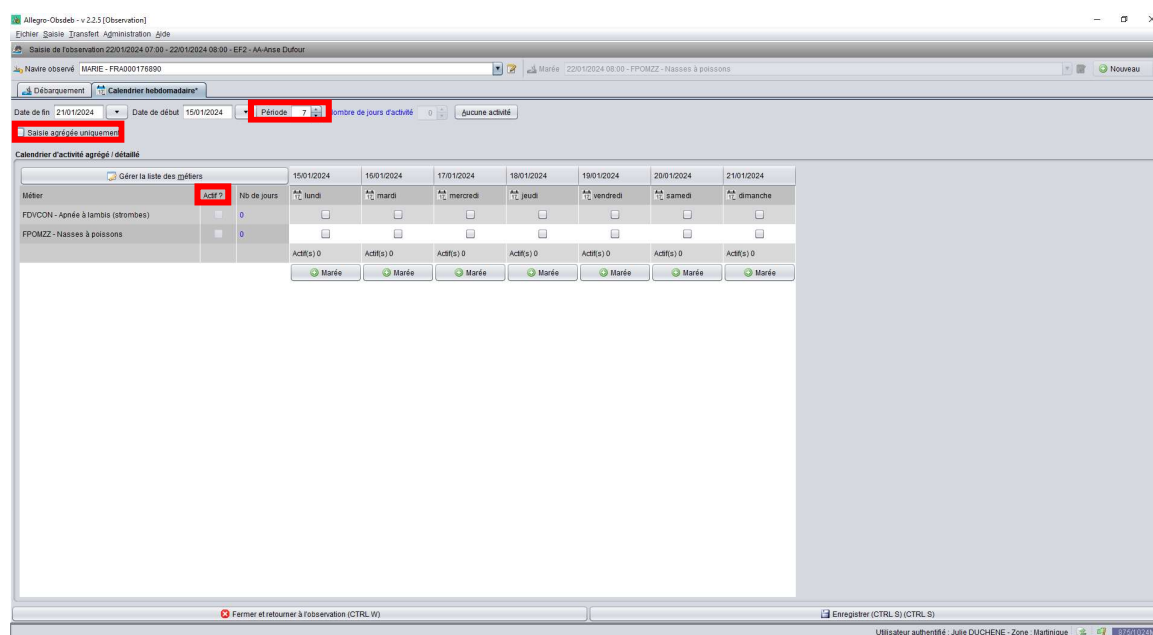 Allegro-Obsdeb - v 2.2.5 [Observation]
Fichier Saisie Transfert Administration Aide
Saisie de l'observation 22/01/2024 07:00 - 22/01/2024 08:00 - EF2 - AA-Anse Dufour
Navire observé MARIE - FRA000176890 Marée 22/01/2024 08:00 - FPOMZZ - Nasses à poissons Nouveau
Débarquement Calendrier hebdomadaire*
Date de fin 21/01/2024 Date de début 15/01/2024 Période 7 ombre de jours d'activité 0 Aucune activité
Saisie agrégée uniquement
Calendrier d'activité agrégé / détaillé
Gérer la liste des métiers 15/01/2024 16/01/2024 17/01/2024 18/01/2024 19/01/2024 20/01/2024 21/01/2024
Métier Actif ? Nb de jours lundi mardi mercredi jeudi vendredi samedi dimanche
FDVCON - Apnée à lambis (strombes) 0
FPOMZZ - Nasses à poissons 0
Actif(s) 0 Actif(s) 0 Actif(s) 0 Actif(s) 0 Actif(s) 0 Actif(s) 0 Actif(s) 0
Marée Marée Marée Marée Marée Marée Marée
Fermer et retourner à l'observation (CTRL W) Enregistrer (CTRL S) (CTRL S)
Utilisateur authentifié : Julie DUCHENE - Zone : Martinique